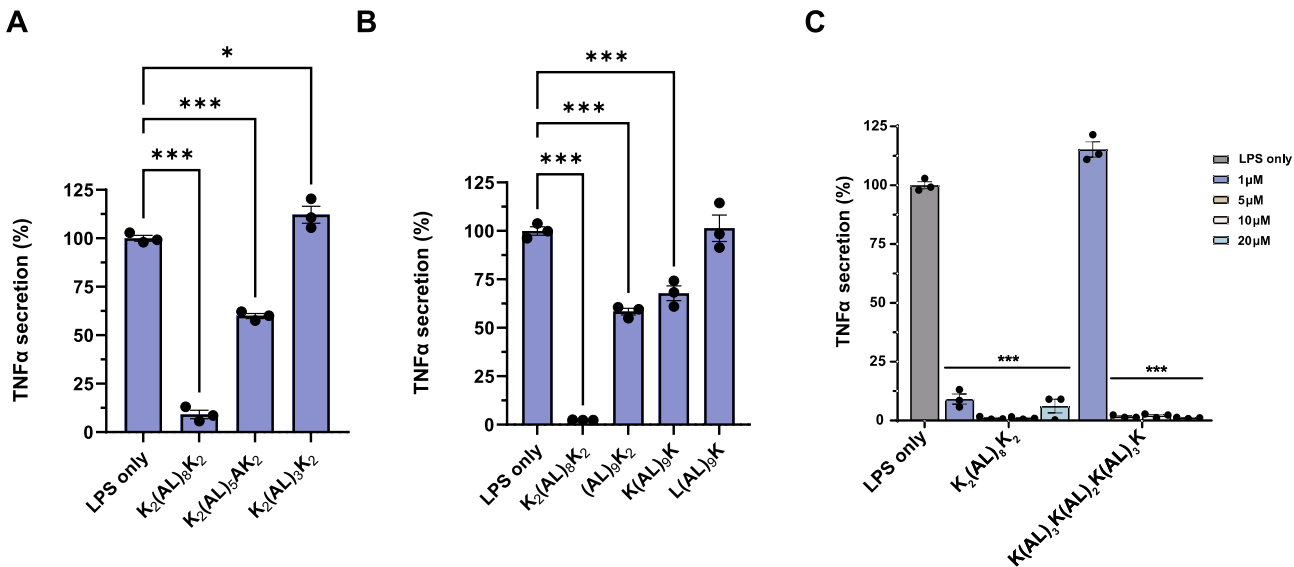 A
B
C
*
***
***
***
***
***
TNFα secretion (%)
125
100
75
50
25
0
LPS only
K₂(AL)₈K₂
K₂(AL)₅AK₂
K₂(AL)₃K₂
TNFα secretion (%)
125
100
75
50
25
0
LPS only
K₂(AL)₈K₂
(AL)₉K₂
K(AL)₉K
L(AL)₉K
TNFα secretion (%)
125
100
75
50
25
0
***
***
LPS only
K₂(AL)₈K₂
K(AL)₃K(AL)₂K(AL)₃K
LPS only
1µM
5µM
10µM
20µM